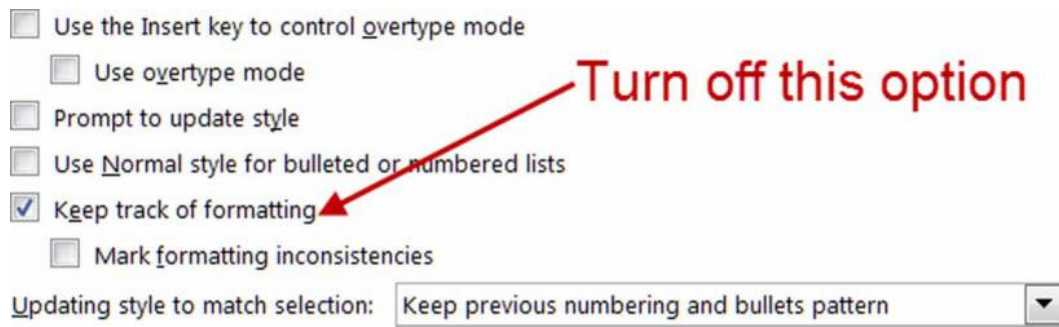 Use the Insert key to control overtype mode
Use overtype mode
Turn off this option
Prompt to update style
Use Normal style for bulleted or numbered lists
Keep track of formatting
Mark formatting inconsistencies
Updating style to match selection: Keep previous numbering and bullets pattern